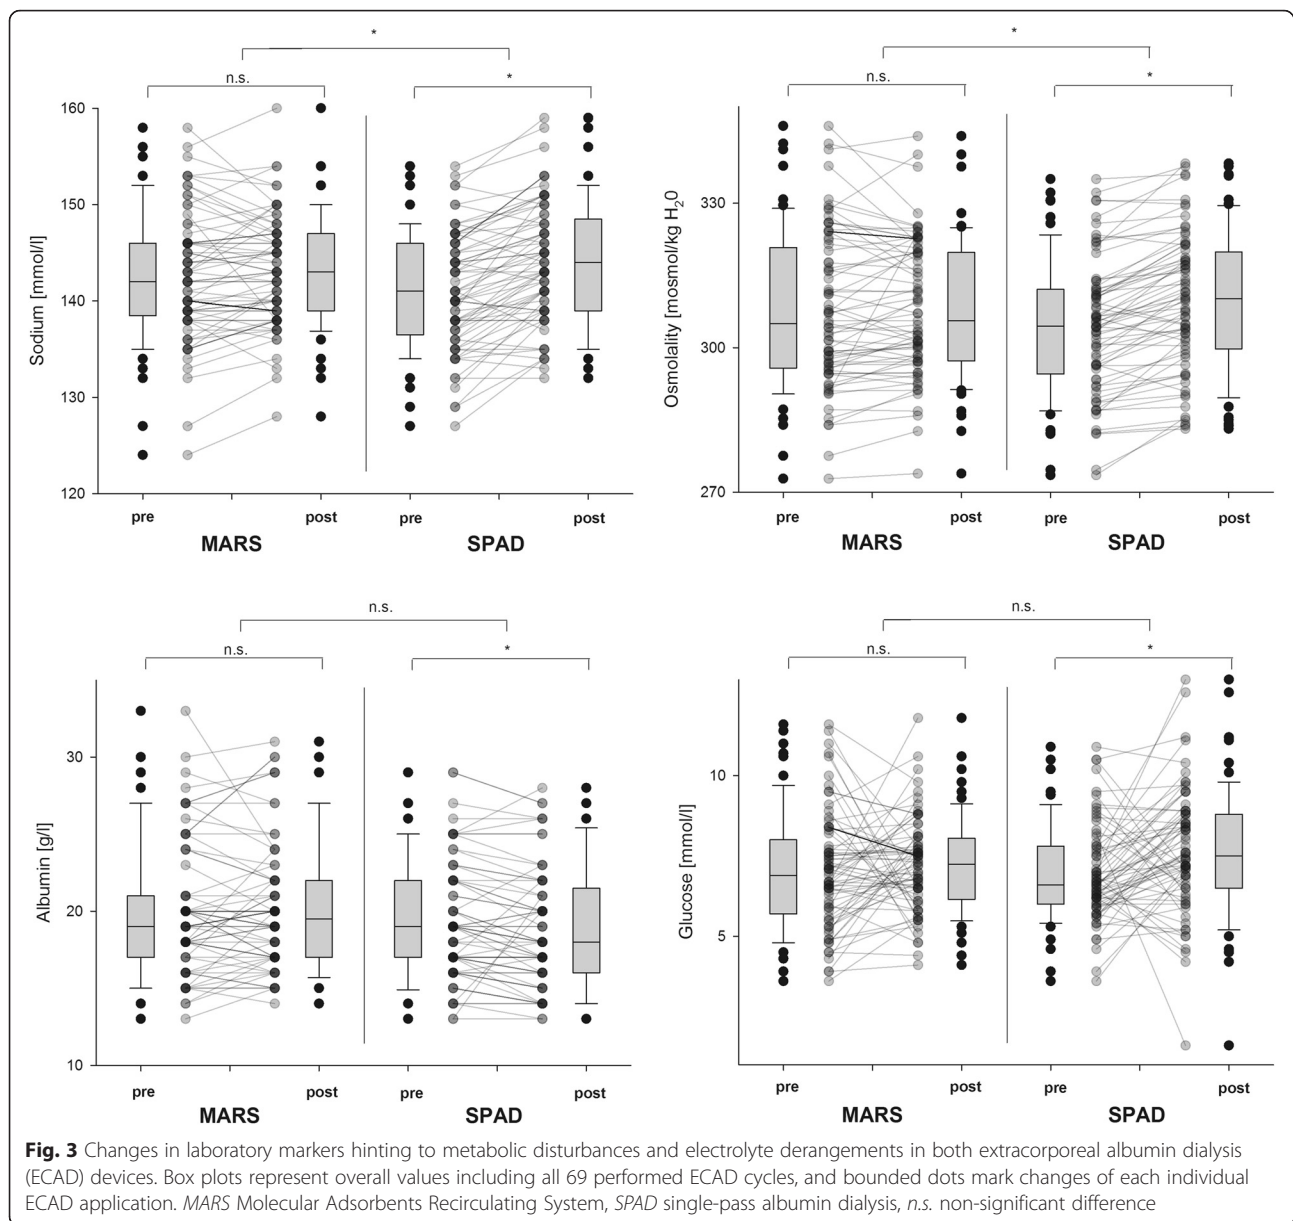 *
*
n.s.
*
n.s.
*
160
150
140
130
120
Sodium [mmol/l]
pre
post
pre
post
MARS
SPAD
330
300
270
Osmolality [mosmol/kg H₂0
pre
post
pre
post
MARS
SPAD
n.s.
n.s.
n.s.
*
n.s.
*
30
20
10
Albumin [g/l]
pre
post
pre
post
MARS
SPAD
10
5
Glucose [mmol/l]
pre
post
pre
post
MARS
SPAD
Fig. 3 Changes in laboratory markers hinting to metabolic disturbances and electrolyte derangements in both extracorporeal albumin dialysis
(ECAD) devices. Box plots represent overall values including all 69 performed ECAD cycles, and bounded dots mark changes of each individual
ECAD application. MARS Molecular Adsorbents Recirculating System, SPAD single-pass albumin dialysis, n.s. non-significant difference